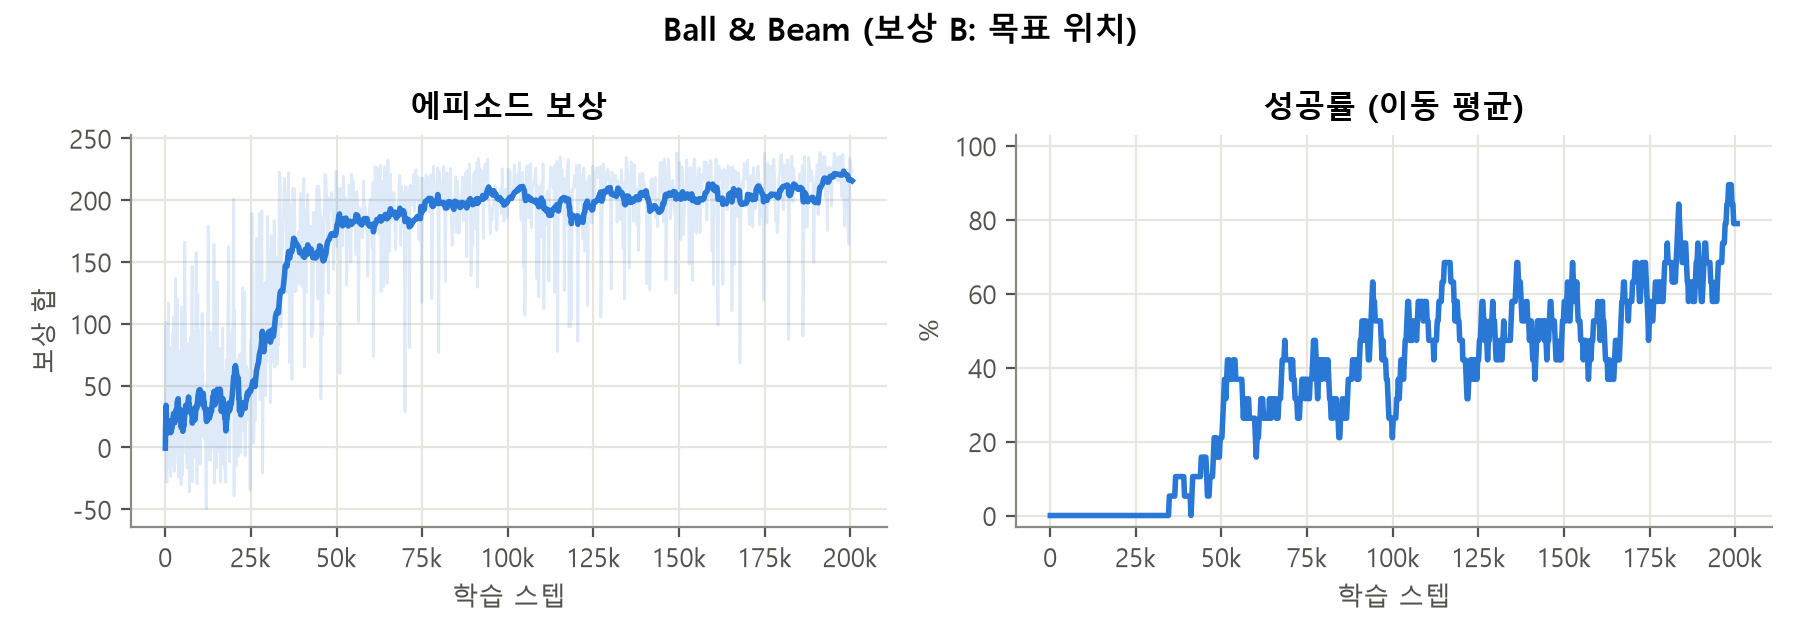 Ball & Beam (보상 B: 목표 위치)
에피소드 보상
250
200
150
100
50
0
-50
보상 합
0 25k 50k 75k 100k 125k 150k 175k 200k
학습 스텝
성공률 (이동 평균)
100
80
60
40
20
0
%
0 25k 50k 75k 100k 125k 150k 175k 200k
학습 스텝